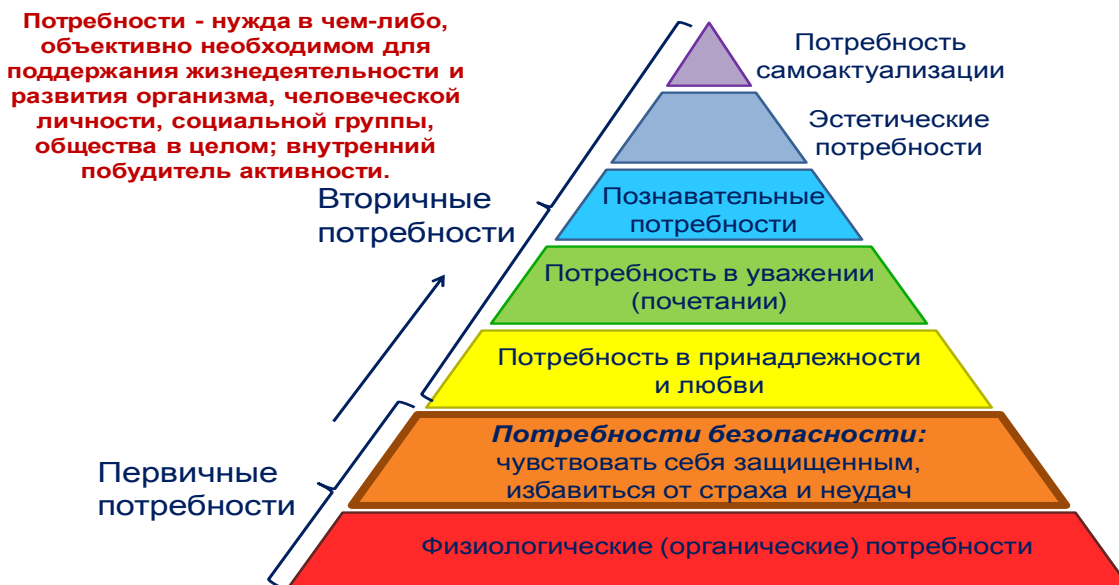 Потребности - нужда в чем-либо,
объективно необходимом для
поддержания жизнедеятельности и
развития организма, человеческой
личности, социальной группы,
общества в целом; внутренний
побудитель активности.
Потребность
самоактуализации
Эстетические
потребности
Вторичные
потребности
Познавательные
потребности
Потребность в уважении
(почетании)
Потребность в принадлежности
и любви
Первичные
потребности
Потребности безопасности:
чувствовать себя защищенным,
избавиться от страха и неудач
Физиологические (органические) потребности